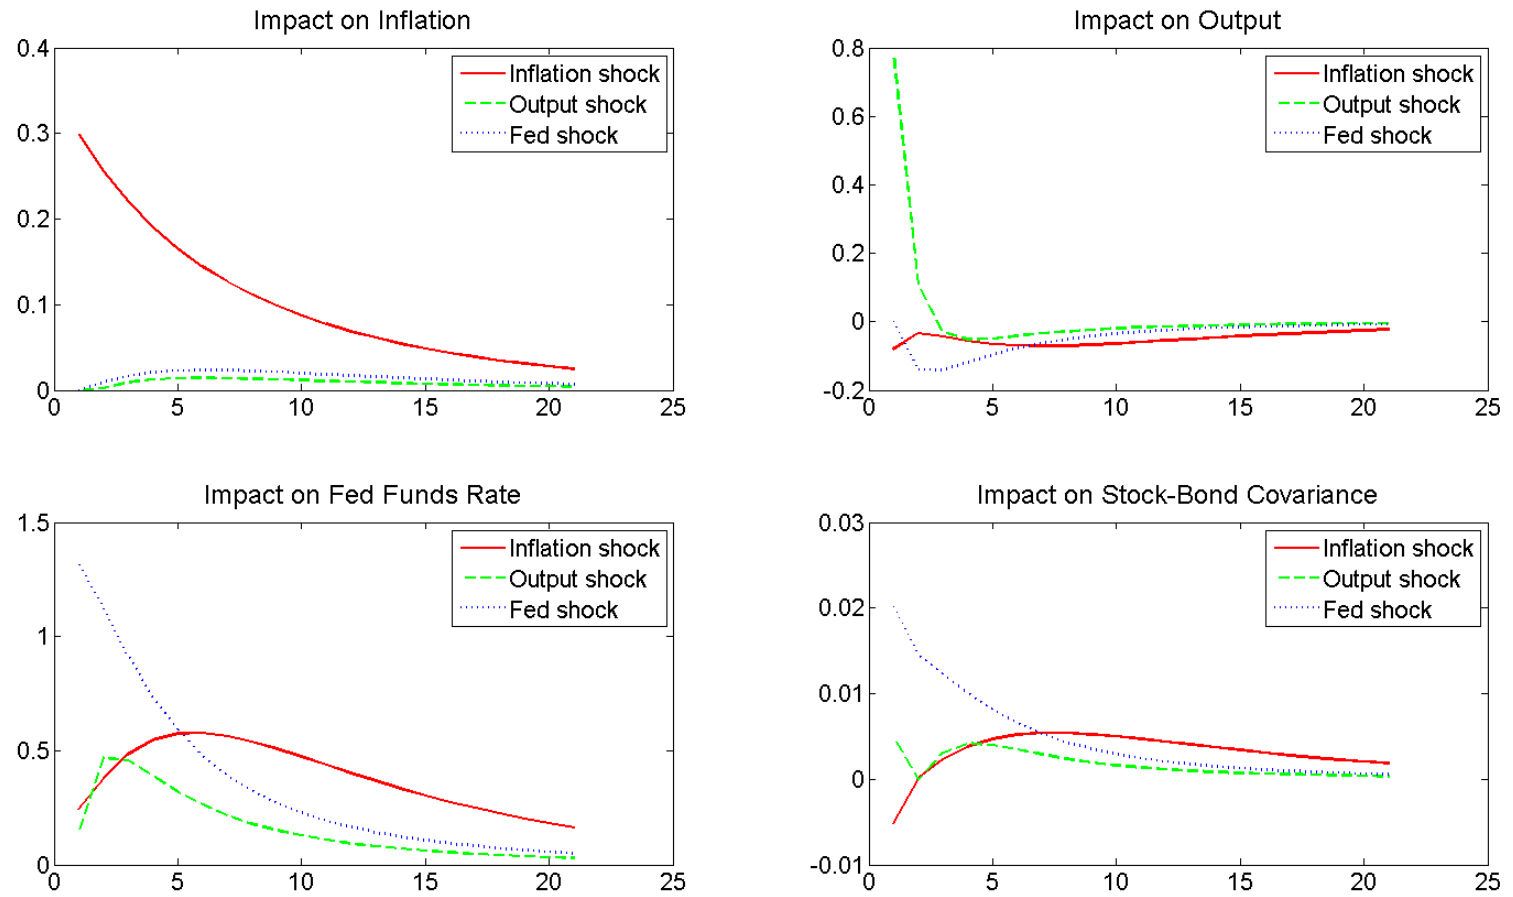 Impact on Inflation
0.4
0.3
0.2
0.1
0
0 5 10 15 20 25
Inflation shock
Output shock
Fed shock
Impact on Output
0.8
0.6
0.4
0.2
0
-0.2
0 5 10 15 20 25
Inflation shock
Output shock
Fed shock
Impact on Fed Funds Rate
1.5
1
0.5
0
0 5 10 15 20 25
Inflation shock
Output shock
Fed shock
Impact on Stock-Bond Covariance
0.03
0.02
0.01
0
-0.01
0 5 10 15 20 25
Inflation shock
Output shock
Fed shock